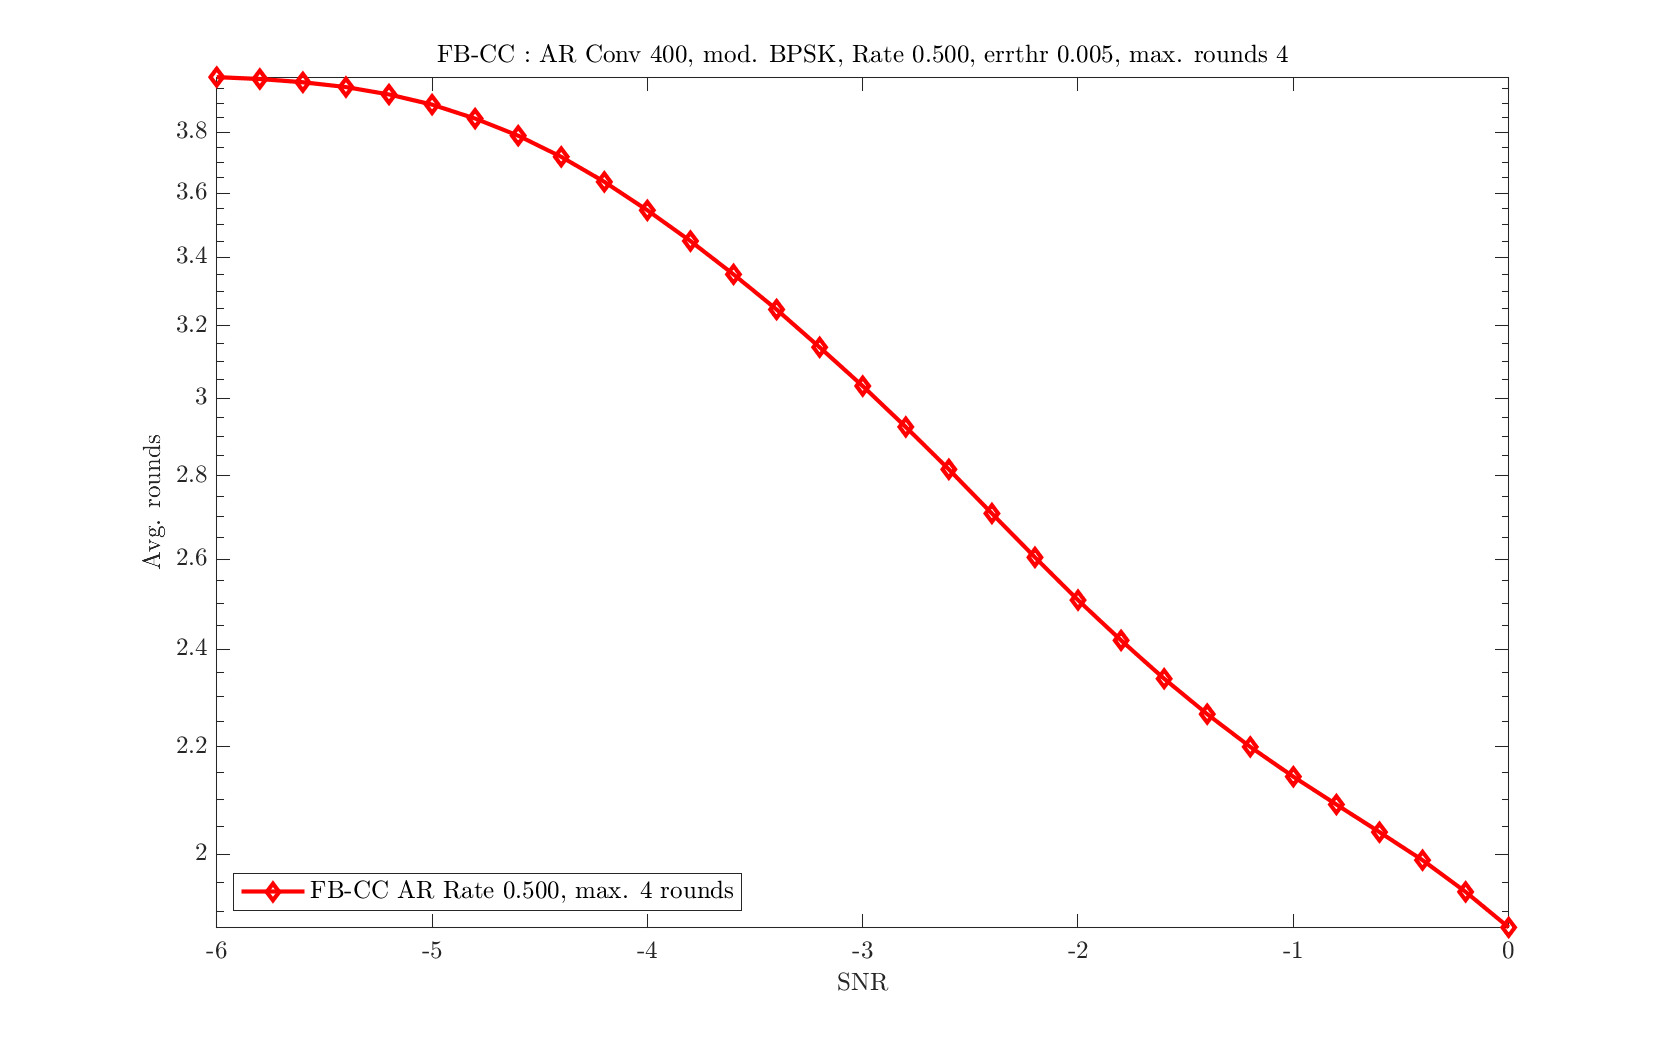 FB-CC : AR Conv 400, mod. BPSK, Rate 0.500, errthr 0.005, max. rounds 4
3.8
3.6
3.4
3.2
3
2.8
2.6
2.4
2.2
2
Avg. rounds
FB-CC AR Rate 0.500, max. 4 rounds
-6 -5 -4 -3 -2 -1 0
SNR